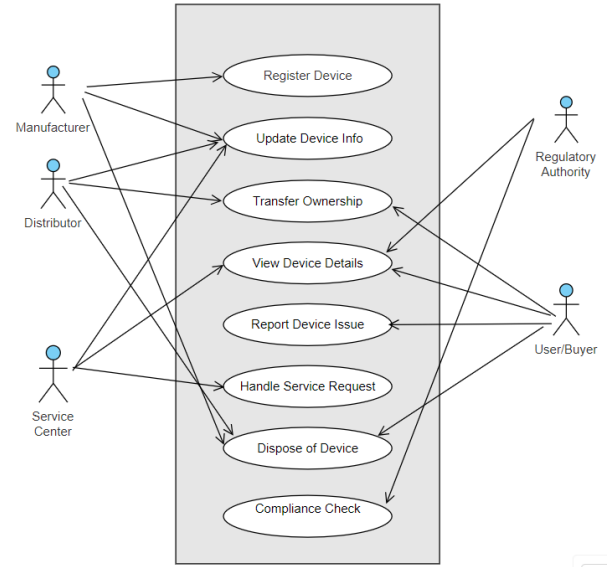 Manufacturer
Distributor
Service
Center
Register Device
Update Device Info
Transfer Ownership
View Device Details
Report Device Issue
Handle Service Request
Dispose of Device
Compliance Check
Regulatory
Authority
User/Buyer